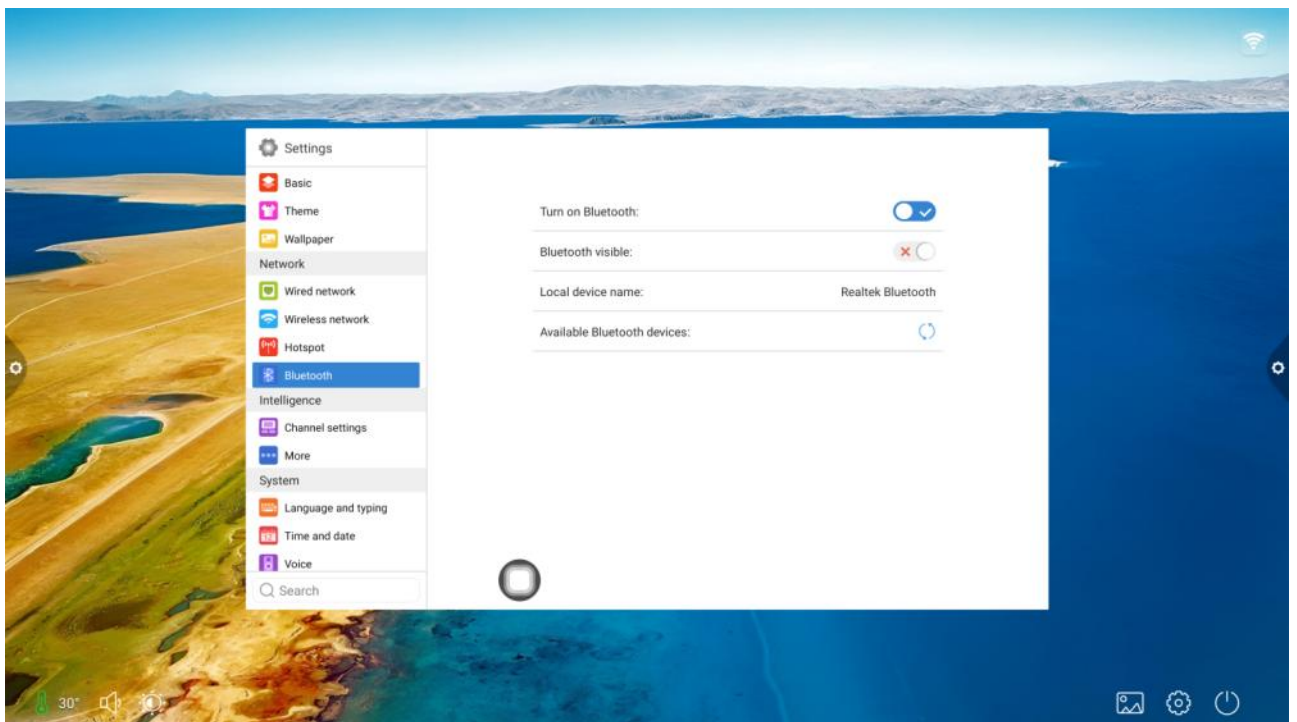 Settings
Basic
Theme
Wallpaper
Network
Wired network
Wireless network
Hotspot
Bluetooth
Intelligence
Channel settings
More
System
Language and typing
Time and date
Voice
Search
Turn on Bluetooth:
Bluetooth visible:
Local device name: Realtek Bluetooth
Available Bluetooth devices:
30°